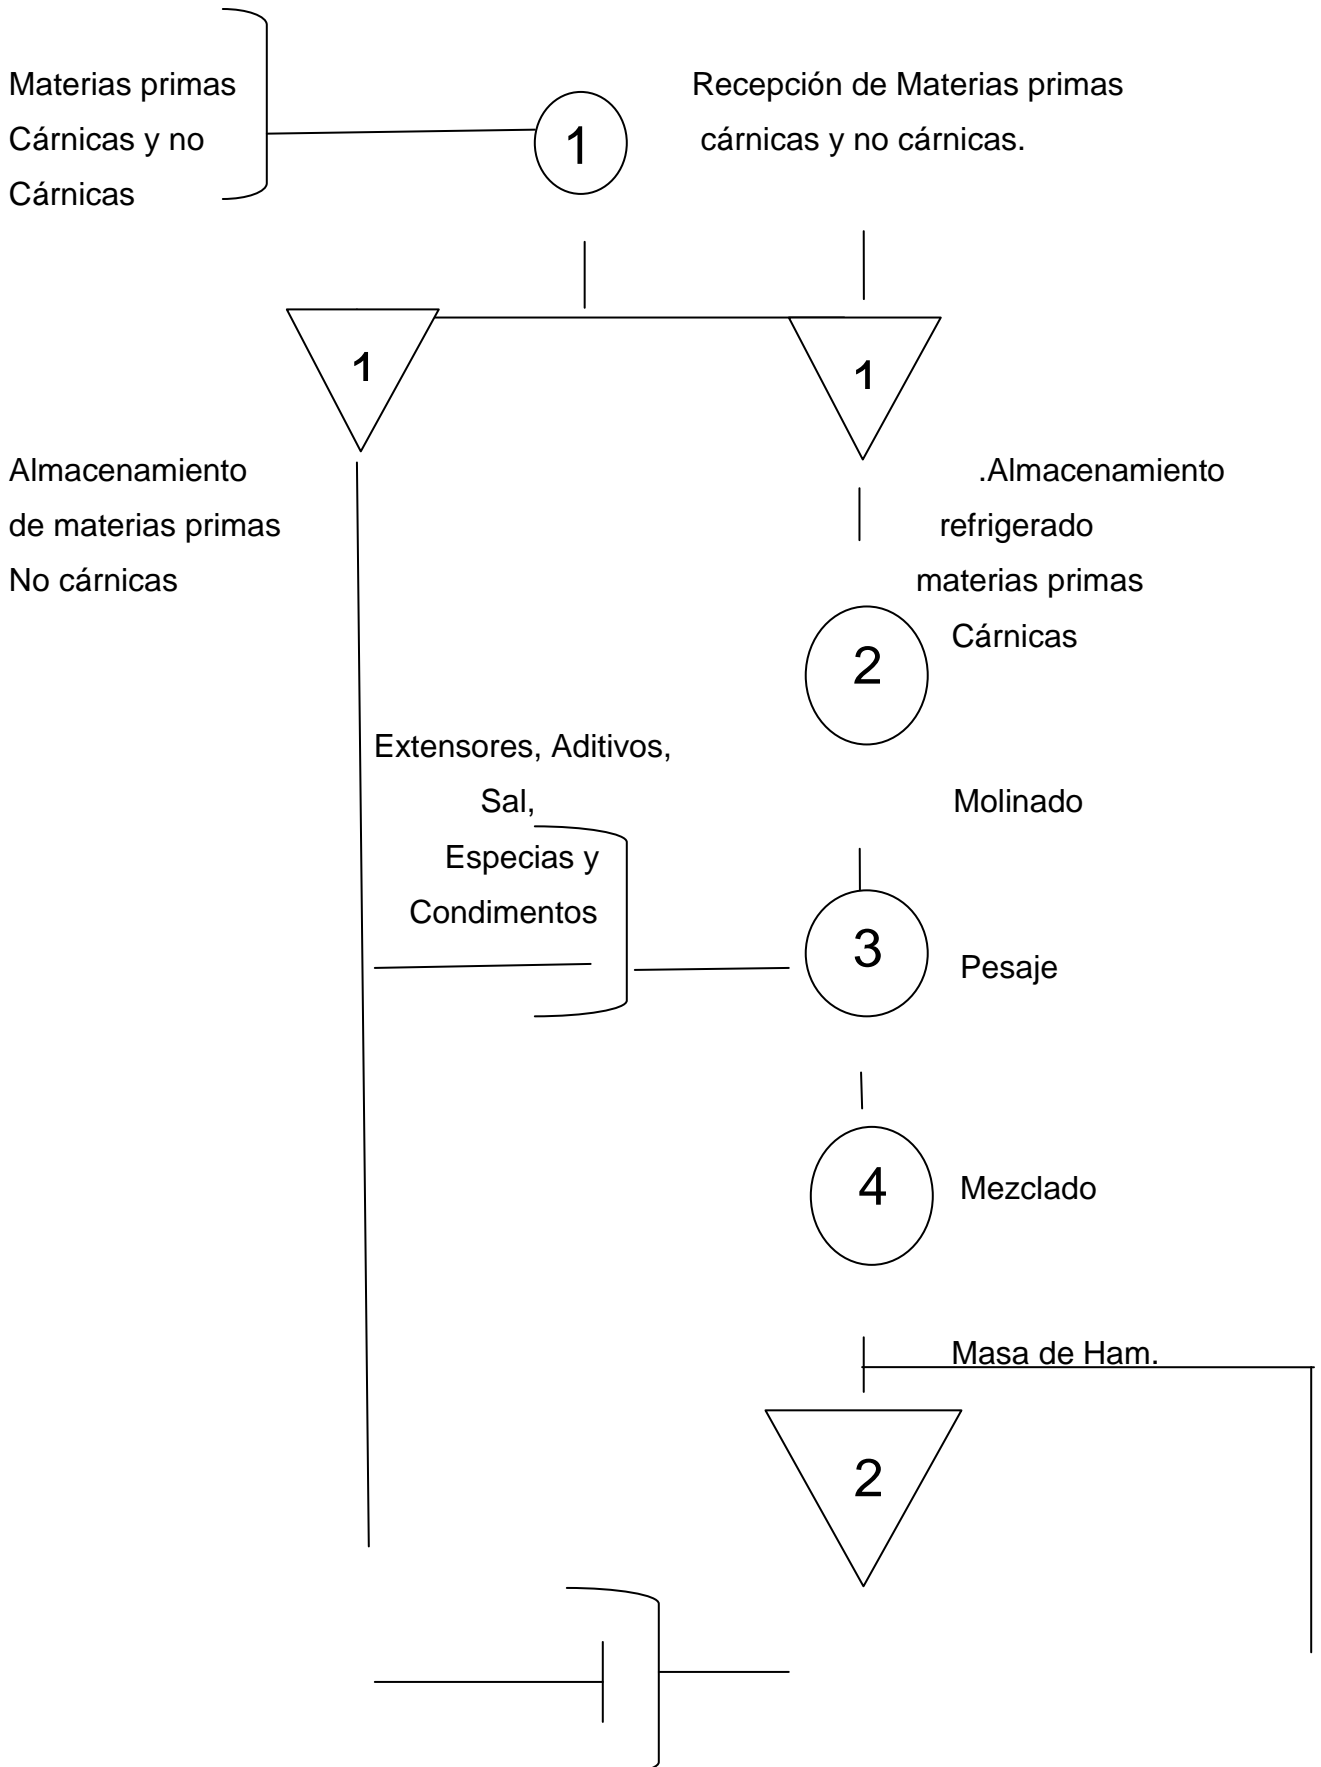 Materias primas
Cárnicas y no
Cárnicas
1
Recepción de Materias primas
cárnicas y no cárnicas.
1
1
Almacenamiento
de materias primas
No cárnicas
.Almacenamiento
refrigerado
materias primas
Cárnicas
2
Extensores, Aditivos,
Sal,
Especias y
Condimentos
Molinado
3
Pesaje
4
Mezclado
Masa de Ham.
2